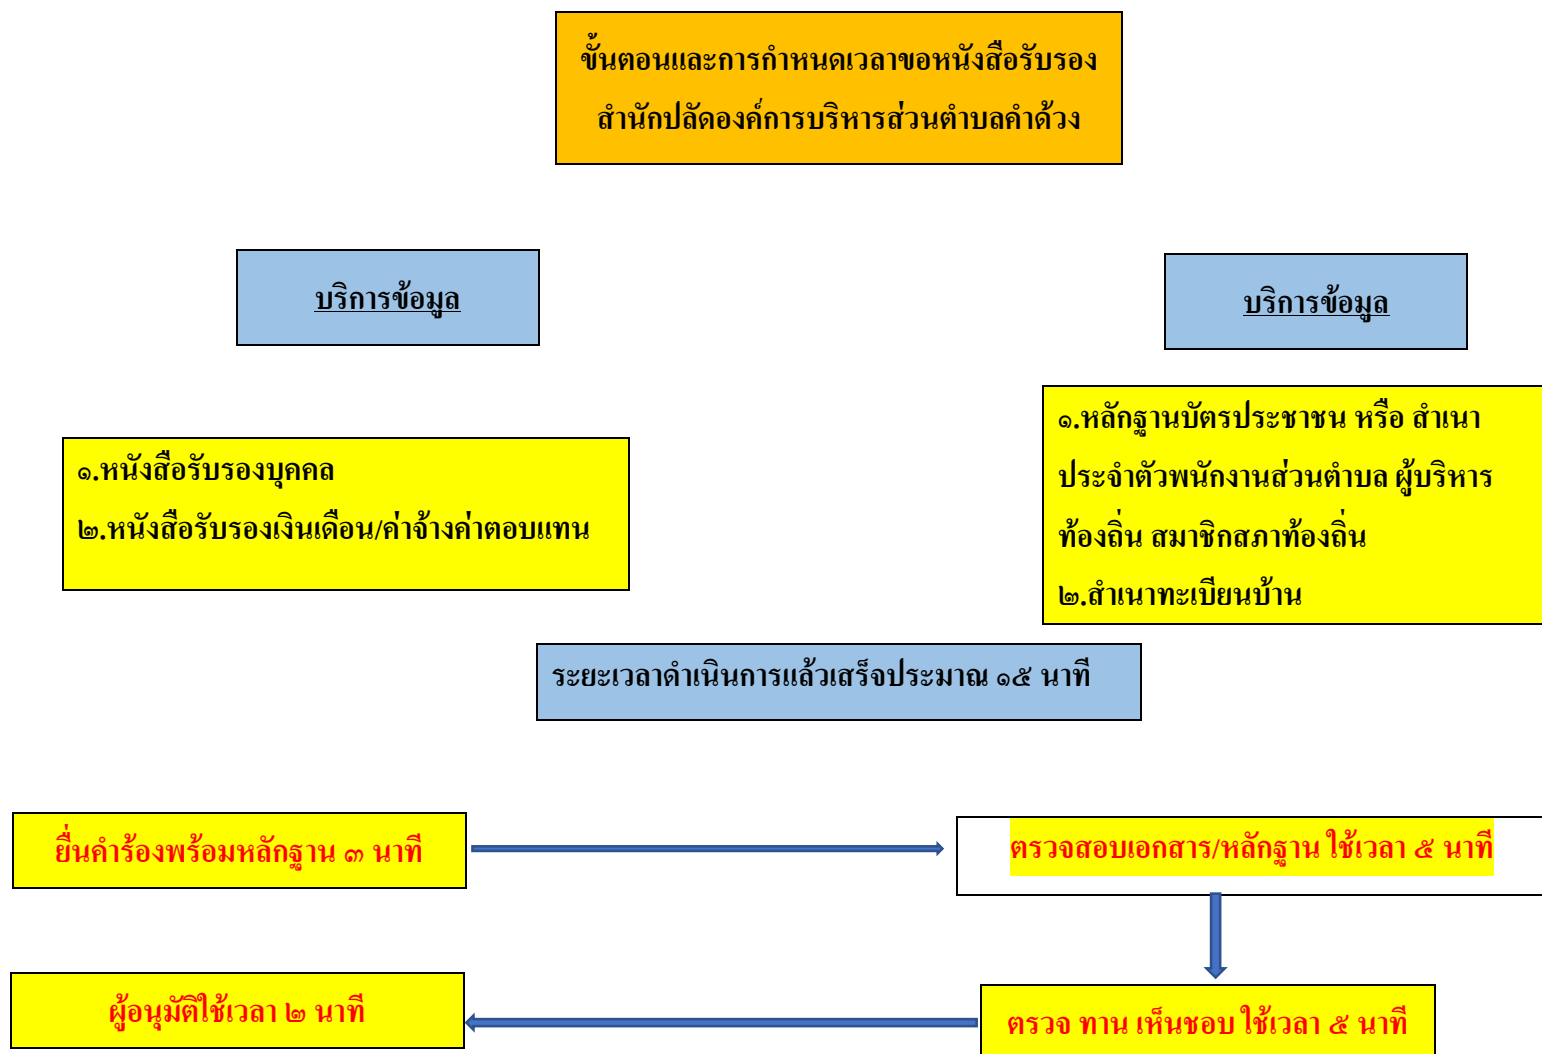 ขั้นตอนและการกำหนดเวลาขอหนังสือรับรอง
สำนักปลัดองค์การบริหารส่วนตำบลคำด้วง
บริการข้อมูล
บริการข้อมูล
๑.หนังสือรับรองบุคคล
๒.หนังสือรับรองเงินเดือน/ค่าจ้างค่าตอบแทน
๑.หลักฐานบัตรประชาชน หรือ สำเนา
ประจำตัวพนักงานส่วนตำบล ผู้บริหาร
ท้องถิ่น สมาชิกสภาท้องถิ่น
๒.สำเนาทะเบียนบ้าน
ระยะเวลาดำเนินการแล้วเสร็จประมาณ ๑๕ นาที
ยื่นคำร้องพร้อมหลักฐาน ๓ นาที
ตรวจสอบเอกสาร/หลักฐาน ใช้เวลา ๕ นาที
ผู้อนุมัติใช้เวลา ๒ นาที
ตรวจ ทาน เห็นชอบ ใช้เวลา ๕ นาที